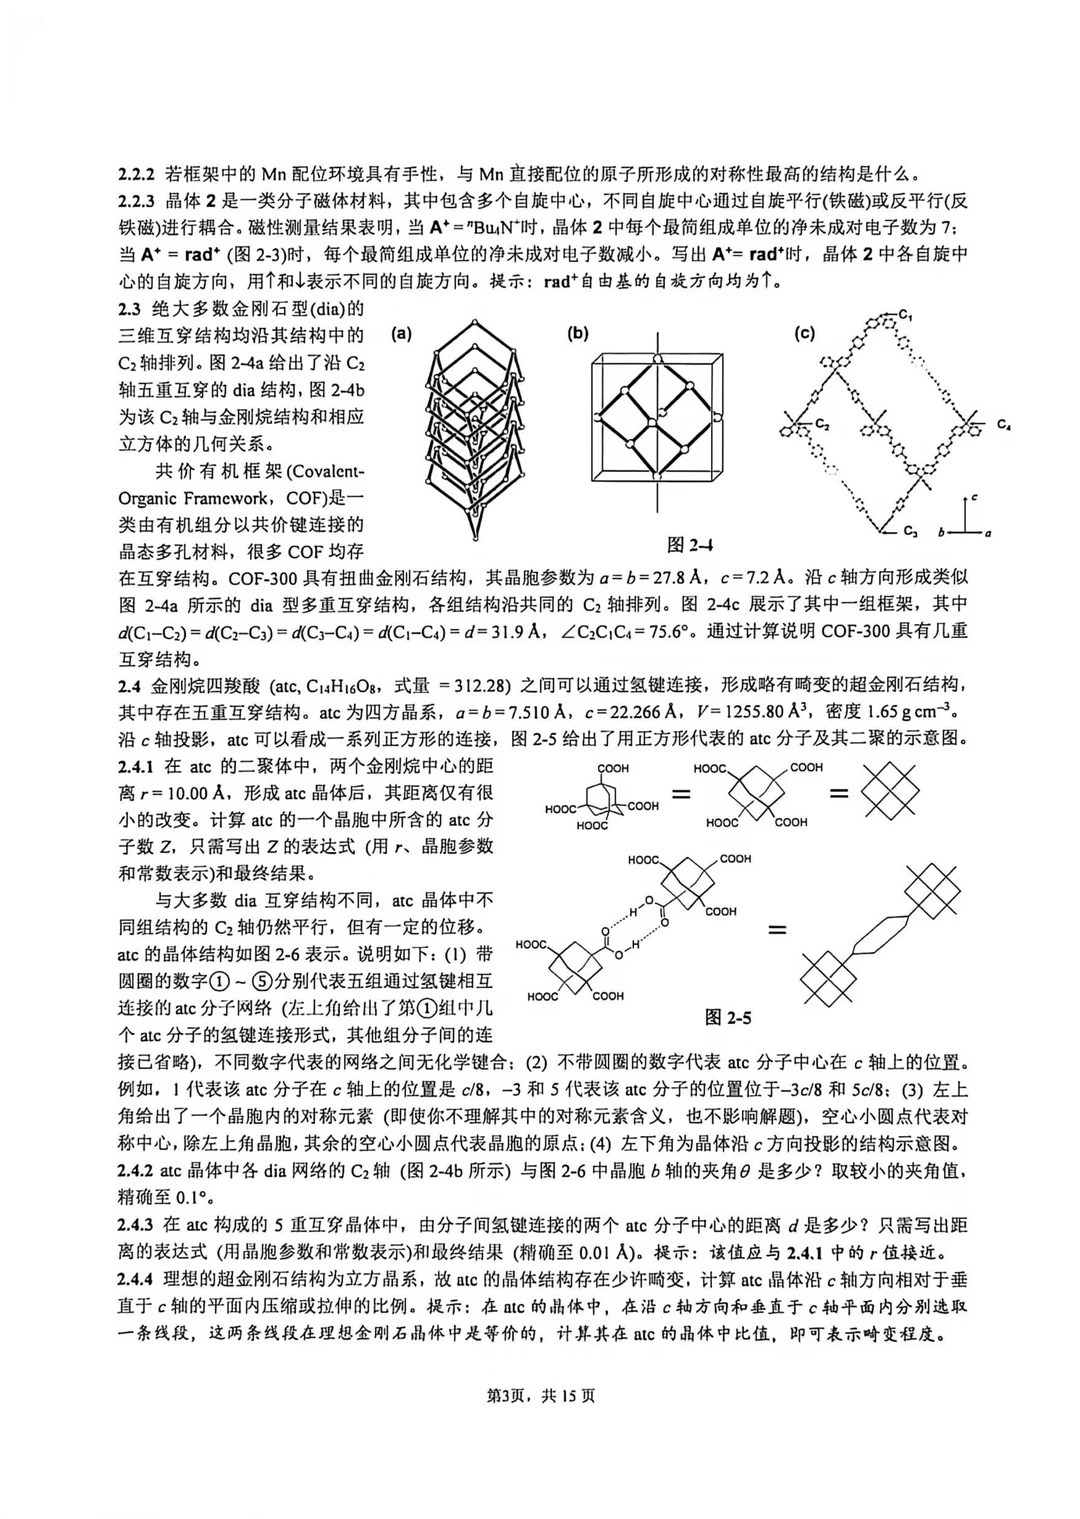 2.2.2 若框架中的 Mn 配位环境具有手性，与 Mn 直接配位的原子所形成的对称性最高的结构是什么。
2.2.3 晶体 2 是一类分子磁体材料，其中包含多个自旋中心，不同自旋中心通过自旋平行(铁磁)或反平行(反
铁磁)进行耦合。磁性测量结果表明，当 A⁺=ⁿBu₄N⁺时，晶体 2 中每个最简组成单位的净未成对电子数为 7；
当 A⁺ = rad⁺ (图 2-3)时，每个最简组成单位的净未成对电子数减小。写出 A⁺= rad⁺时，晶体 2 中各自旋中
心的自旋方向，用↑和↓表示不同的自旋方向。提示：rad⁺自由基的自旋方向均为↑。
2.3 绝大多数金刚石型(dia)的
三维互穿结构均沿其结构中的
C₂轴排列。图 2-4a 给出了沿 C₂
轴五重互穿的 dia 结构，图 2-4b
为该 C₂轴与金刚烷结构和相应
立方体的几何关系。
共价有机框架(Covalent-
Organic Framework，COF)是一
类由有机组分以共价键连接的
晶态多孔材料，很多 COF 均存
(a)
(b)
(c)
C₁
C₂
C₄
C₃
c
b
a
图 2-4
在互穿结构。COF-300 具有扭曲金刚石结构，其晶胞参数为 a = b = 27.8 Å，c = 7.2 Å。沿 c 轴方向形成类似
图 2-4a 所示的 dia 型多重互穿结构，各组结构沿共同的 C₂ 轴排列。图 2-4c 展示了其中一组框架，其中
d(C₁–C₂) = d(C₂–C₃) = d(C₃–C₄) = d(C₁–C₄) = d = 31.9 Å，∠C₂C₁C₄ = 75.6°。通过计算说明 COF-300 具有几重
互穿结构。
2.4 金刚烷四羧酸 (atc, C₁₄H₁₆O₈，式量 = 312.28) 之间可以通过氢键连接，形成略有畸变的超金刚石结构，
其中存在五重互穿结构。atc 为四方晶系，a = b = 7.510 Å，c = 22.266 Å，V = 1255.80 Å³，密度 1.65 g cm⁻³。
沿 c 轴投影，atc 可以看成一系列正方形的连接，图 2-5 给出了用正方形代表的 atc 分子及其二聚的示意图。
2.4.1 在 atc 的二聚体中，两个金刚烷中心的距
离 r = 10.00 Å，形成 atc 晶体后，其距离仅有很
小的改变。计算 atc 的一个晶胞中所含的 atc 分
子数 Z，只需写出 Z 的表达式 (用 r、晶胞参数
和常数表示)和最终结果。
与大多数 dia 互穿结构不同，atc 晶体中不
同组结构的 C₂ 轴仍然平行，但有一定的位移。
atc 的晶体结构如图 2-6 表示。说明如下：(1) 带
圆圈的数字① ~ ⑤分别代表五组通过氢键相互
连接的 atc 分子网络 (左上角给出了第①组中几
个 atc 分子的氢键连接形式，其他组分子间的连
COOH
HOOC
COOH
HOOC
=
HOOC
COOH
HOOC
COOH
=
HOOC
COOH
COOH
O
H
O
O
O
H
HOOC
HOOC
COOH
=
图 2-5
接已省略)，不同数字代表的网络之间无化学键合；(2) 不带圆圈的数字代表 atc 分子中心在 c 轴上的位置。
例如，1 代表该 atc 分子在 c 轴上的位置是 c/8，–3 和 5 代表该 atc 分子的位置位于–3c/8 和 5c/8；(3) 左上
角给出了一个晶胞内的对称元素 (即使你不理解其中的对称元素含义，也不影响解题)，空心小圆点代表对
称中心，除左上角晶胞，其余的空心小圆点代表晶胞的原点；(4) 左下角为晶体沿 c 方向投影的结构示意图。
2.4.2 atc 晶体中各 dia 网络的 C₂ 轴 (图 2-4b 所示) 与图 2-6 中晶胞 b 轴的夹角θ 是多少？取较小的夹角值，
精确至 0.1°。
2.4.3 在 atc 构成的 5 重互穿晶体中，由分子间氢键连接的两个 atc 分子中心的距离 d 是多少？只需写出距
离的表达式 (用晶胞参数和常数表示)和最终结果 (精确至 0.01 Å)。提示：该值应与 2.4.1 中的 r 值接近。
2.4.4 理想的超金刚石结构为立方晶系，故 atc 的晶体结构存在少许畸变，计算 atc 晶体沿 c 轴方向相对于垂
直于 c 轴的平面内压缩或拉伸的比例。提示：在 atc 的晶体中，在沿 c 轴方向和垂直于 c 轴平面内分别选取
一条线段，这两条线段在理想金刚石晶体中是等价的，计算其在 atc 的晶体中比值，即可表示畸变程度。
第3页，共 15 页